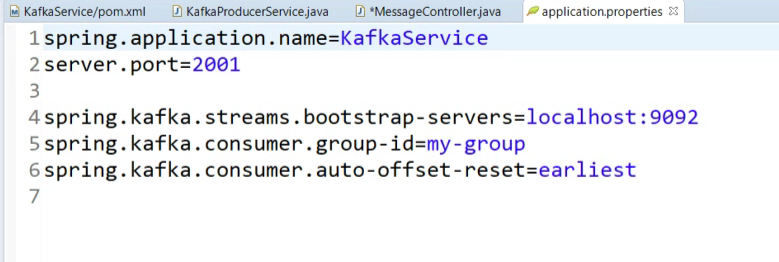 KafkaService/pom.xml KafkaProducerService.java *MessageController.java application.properties
1 spring.application.name=KafkaService
2 server.port=2001
3
4 spring.kafka.streams.bootstrap-servers=localhost:9092
5 spring.kafka.consumer.group-id=my-group
6 spring.kafka.consumer.auto-offset-reset=earliest
7